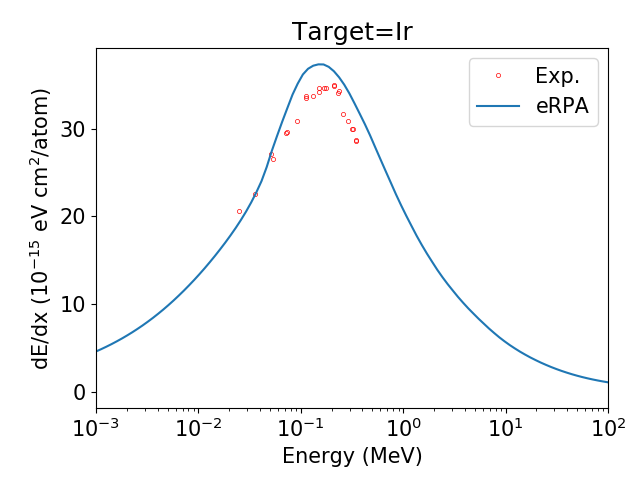 Target=Ir
Exp.
eRPA
dE/dx (10⁻¹⁵ eV cm²/atom)
30
20
10
0
10⁻³ 10⁻² 10⁻¹ 10⁰ 10¹ 10²
Energy (MeV)